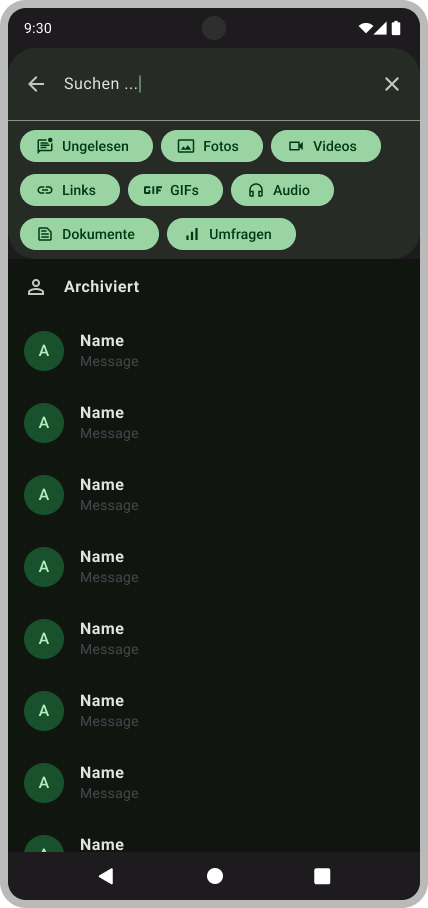 9:30
Suchen ...
Ungelesen Fotos Videos
Links GIF GIFs Audio
Dokumente Umfragen
Archiviert
A Name
Message
A Name
Message
A Name
Message
A Name
Message
A Name
Message
A Name
Message
A Name
Message
A Name